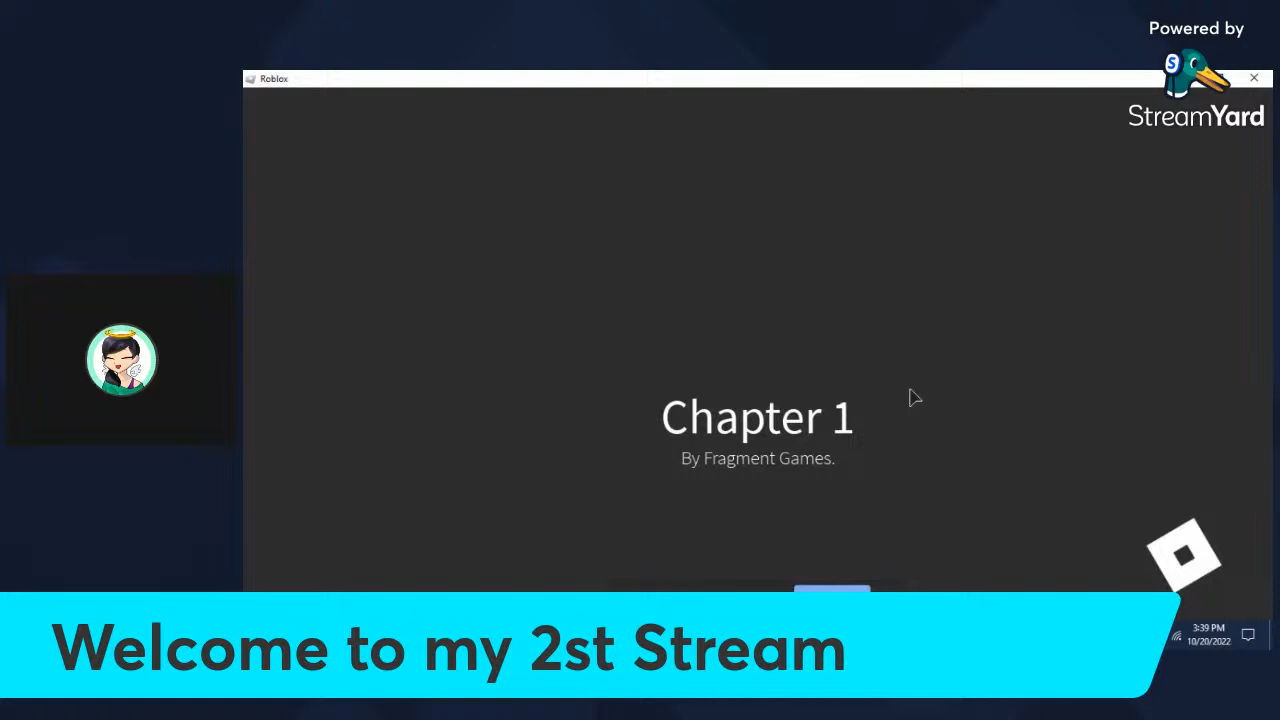 Powered by
S
StreamYard
Roblox
Chapter 1
By Fragment Games.
Welcome to my 2st Stream
3:39 PM
10/20/2022